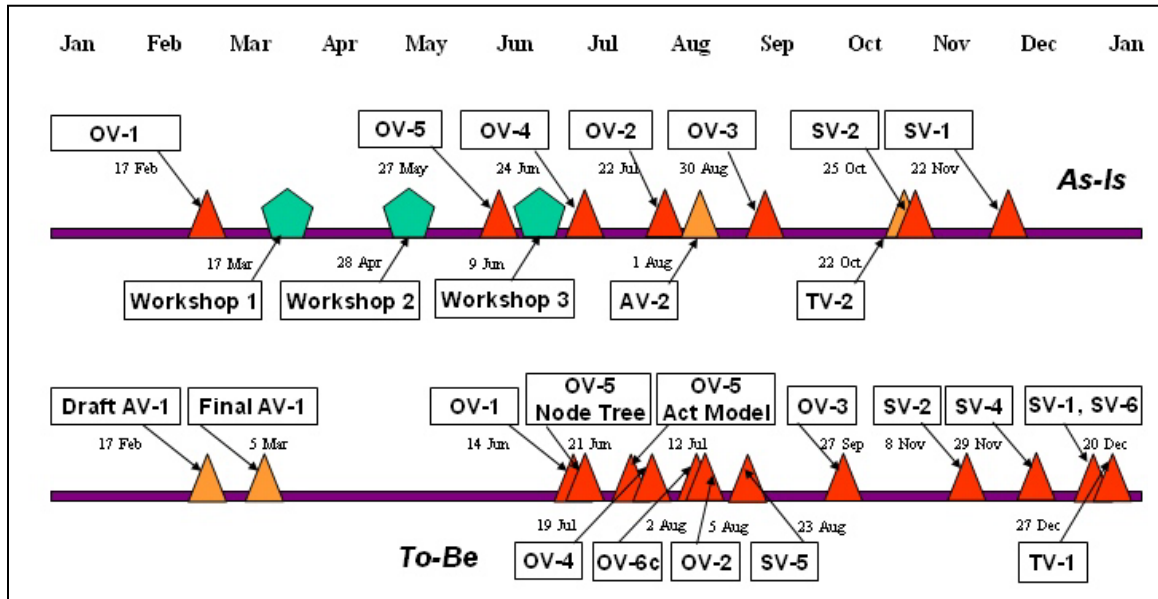 Jan Feb Mar Apr May Jun Jul Aug Sep Oct Nov Dec Jan
OV-1 OV-5 OV-4 OV-2 OV-3 SV-2 SV-1
17 Feb 27 May 24 Jun 22 Jul 30 Aug 25 Oct 22 Nov
As-Is
17 Mar 28 Apr 9 Jun 1 Aug 22 Oct
Workshop 1 Workshop 2 Workshop 3 AV-2 TV-2
Draft AV-1 Final AV-1 OV-1 OV-5 Node Tree OV-5 Act Model OV-3 SV-2 SV-4 SV-1, SV-6
17 Feb 5 Mar 14 Jun 21 Jun 12 Jul 27 Sep 8 Nov 29 Nov 20 Dec
19 Jul 2 Aug 5 Aug 23 Aug 27 Dec
To-Be OV-4 OV-6c OV-2 SV-5 TV-1